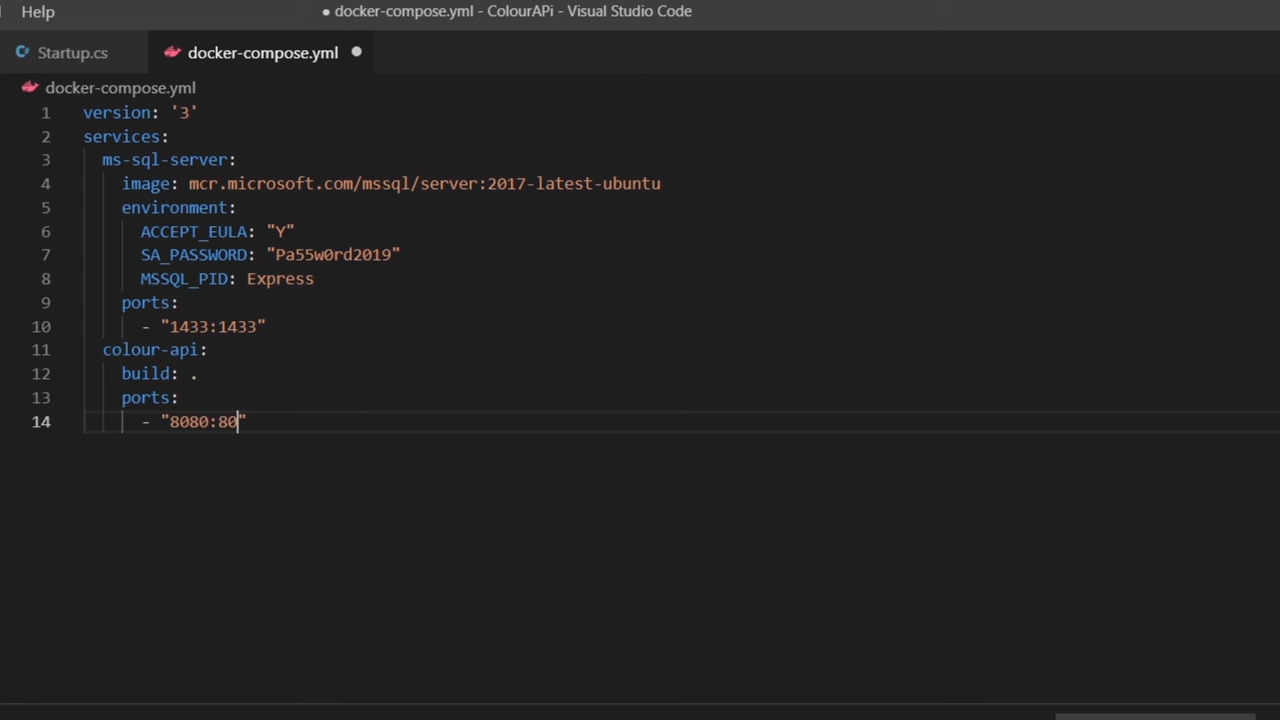 Help
● docker-compose.yml - ColourAPi - Visual Studio Code
Startup.cs docker-compose.yml
docker-compose.yml
1 version: '3'
2 services:
3 ms-sql-server:
4 image: mcr.microsoft.com/mssql/server:2017-latest-ubuntu
5 environment:
6 ACCEPT_EULA: "Y"
7 SA_PASSWORD: "Pa55w0rd2019"
8 MSSQL_PID: Express
9 ports:
10 - "1433:1433"
11 colour-api:
12 build: .
13 ports:
14 - "8080:80"